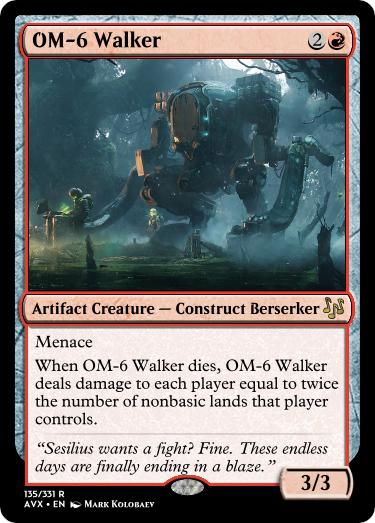 OM-6 Walker 2
Artifact Creature — Construct Berserker
Menace
When OM-6 Walker dies, OM-6 Walker
deals damage to each player equal to twice
the number of nonbasic lands that player
controls.
“Sesilius wants a fight? Fine. These endless
days are finally ending in a blaze.”
3/3
135/331 R
AVX • EN Mark Kolobaev